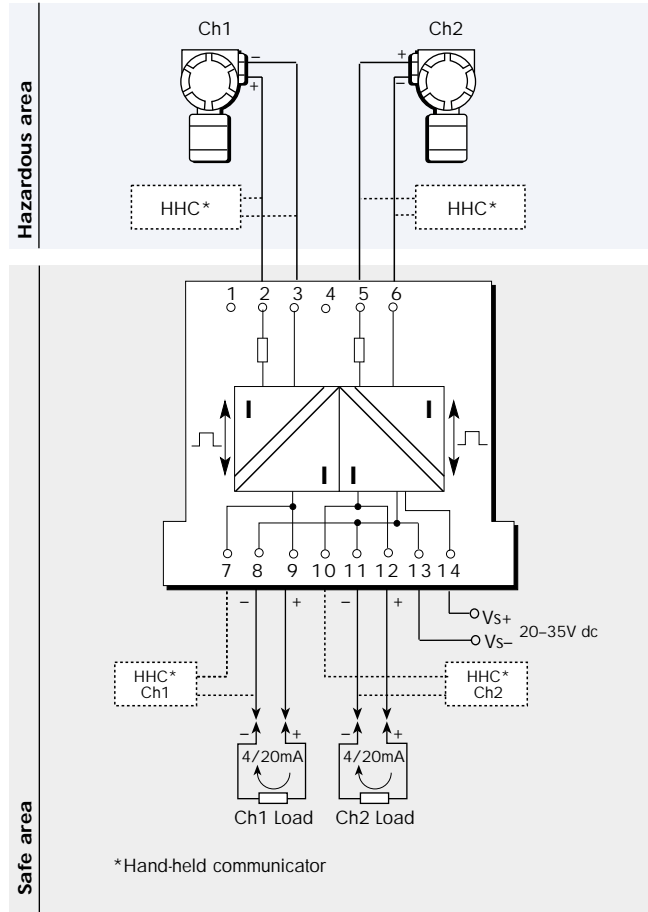 Ch1
Ch2
– + + –
Hazardous area
HHC*
HHC*
1 2 3 4 5 6
I I
I I
7 8 9 10 11 12 13 14
– + – +
Vs+
Vs–
20–35V dc
HHC*
Ch1
HHC*
Ch2
– + – +
4/20mA
4/20mA
Ch1 Load
Ch2 Load
Safe area
*Hand-held communicator